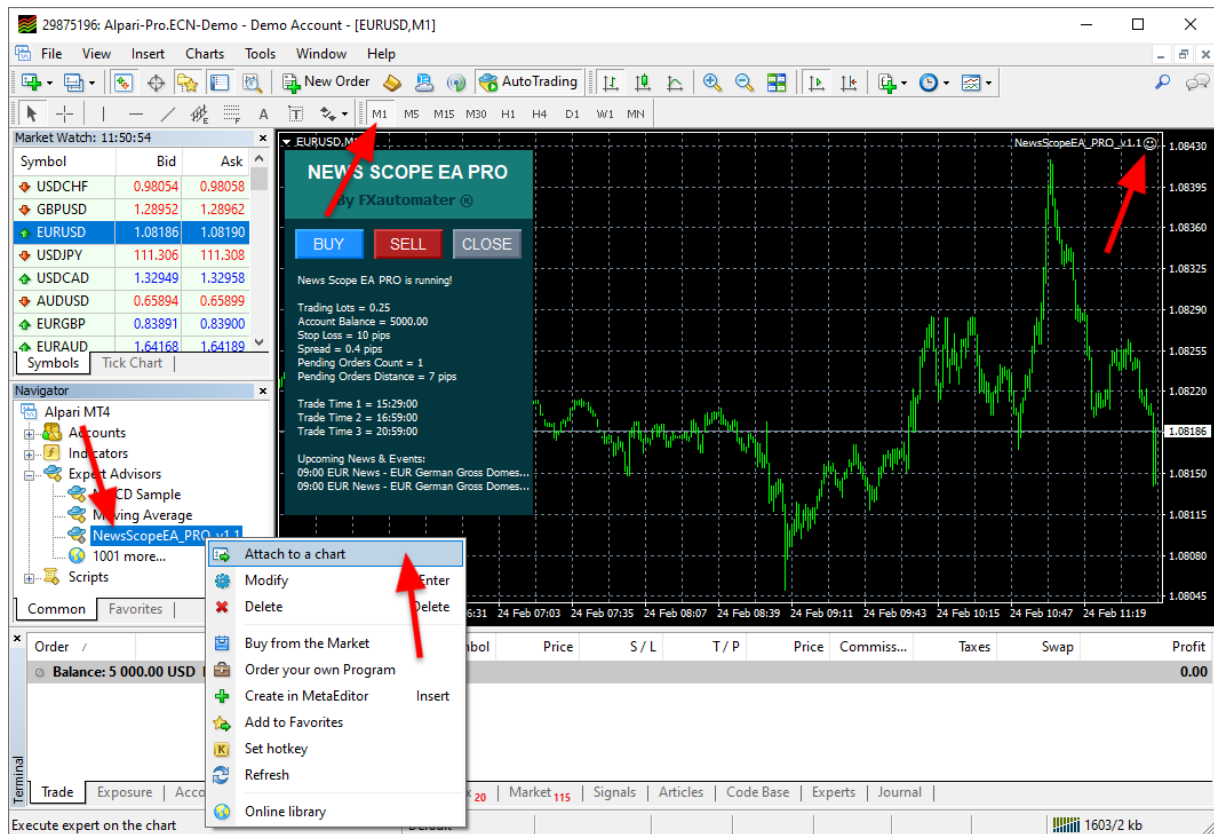 29875196: Alpari-Pro.ECN-Demo - Demo Account - [EURUSD,M1]
File View Insert Charts Tools Window Help
New Order AutoTrading
A T M1 M5 M15 M30 H1 H4 D1 W1 MN
Market Watch: 11:50:54
Symbol Bid Ask
USDCHF 0.98054 0.98058
GBPUSD 1.28952 1.28962
EURUSD 1.08186 1.08190
USDJPY 111.306 111.308
USDCAD 1.32949 1.32958
AUDUSD 0.65894 0.65899
EURGBP 0.83891 0.83900
EURAUD 1.64168 1.64189
Symbols Tick Chart
Navigator
Alpari MT4
Accounts
Indicators
Expert Advisors
CD Sample
Moving Average
NewsScopeEA_PRO_v1.1
1001 more...
Scripts
Common Favorites
Attach to a chart
Modify Enter
Delete Delete
Buy from the Market
Order your own Program
Create in MetaEditor Insert
Add to Favorites
Set hotkey
Refresh
Online library
EURUSD,M1
NEWS SCOPE EA PRO
By FXautomater ®
BUY SELL CLOSE
News Scope EA PRO is running!
Trading Lots = 0.25
Account Balance = 5000.00
Stop Loss = 10 pips
Spread = 0.4 pips
Pending Orders Count = 1
Pending Orders Distance = 7 pips
Trade Time 1 = 15:29:00
Trade Time 2 = 16:59:00
Trade Time 3 = 20:59:00
Upcoming News & Events:
09:00 EUR News - EUR German Gross Domes...
09:00 EUR News - EUR German Gross Domes...
NewsScopeEA_PRO_v1.1
1.08430
1.08395
1.08360
1.08325
1.08290
1.08255
1.08220
1.08186
1.08150
1.08115
1.08080
1.08045
6:31 24 Feb 07:03 24 Feb 07:35 24 Feb 08:07 24 Feb 08:39 24 Feb 09:11 24 Feb 09:43 24 Feb 10:15 24 Feb 10:47 24 Feb 11:19
Order / Symbol Price S / L T / P Price Commiss... Taxes Swap Profit
Balance: 5 000.00 USD 0.00
Terminal
Trade Exposure Acco 20 Market 115 Signals Articles Code Base Experts Journal
Execute expert on the chart Default 1603/2 kb